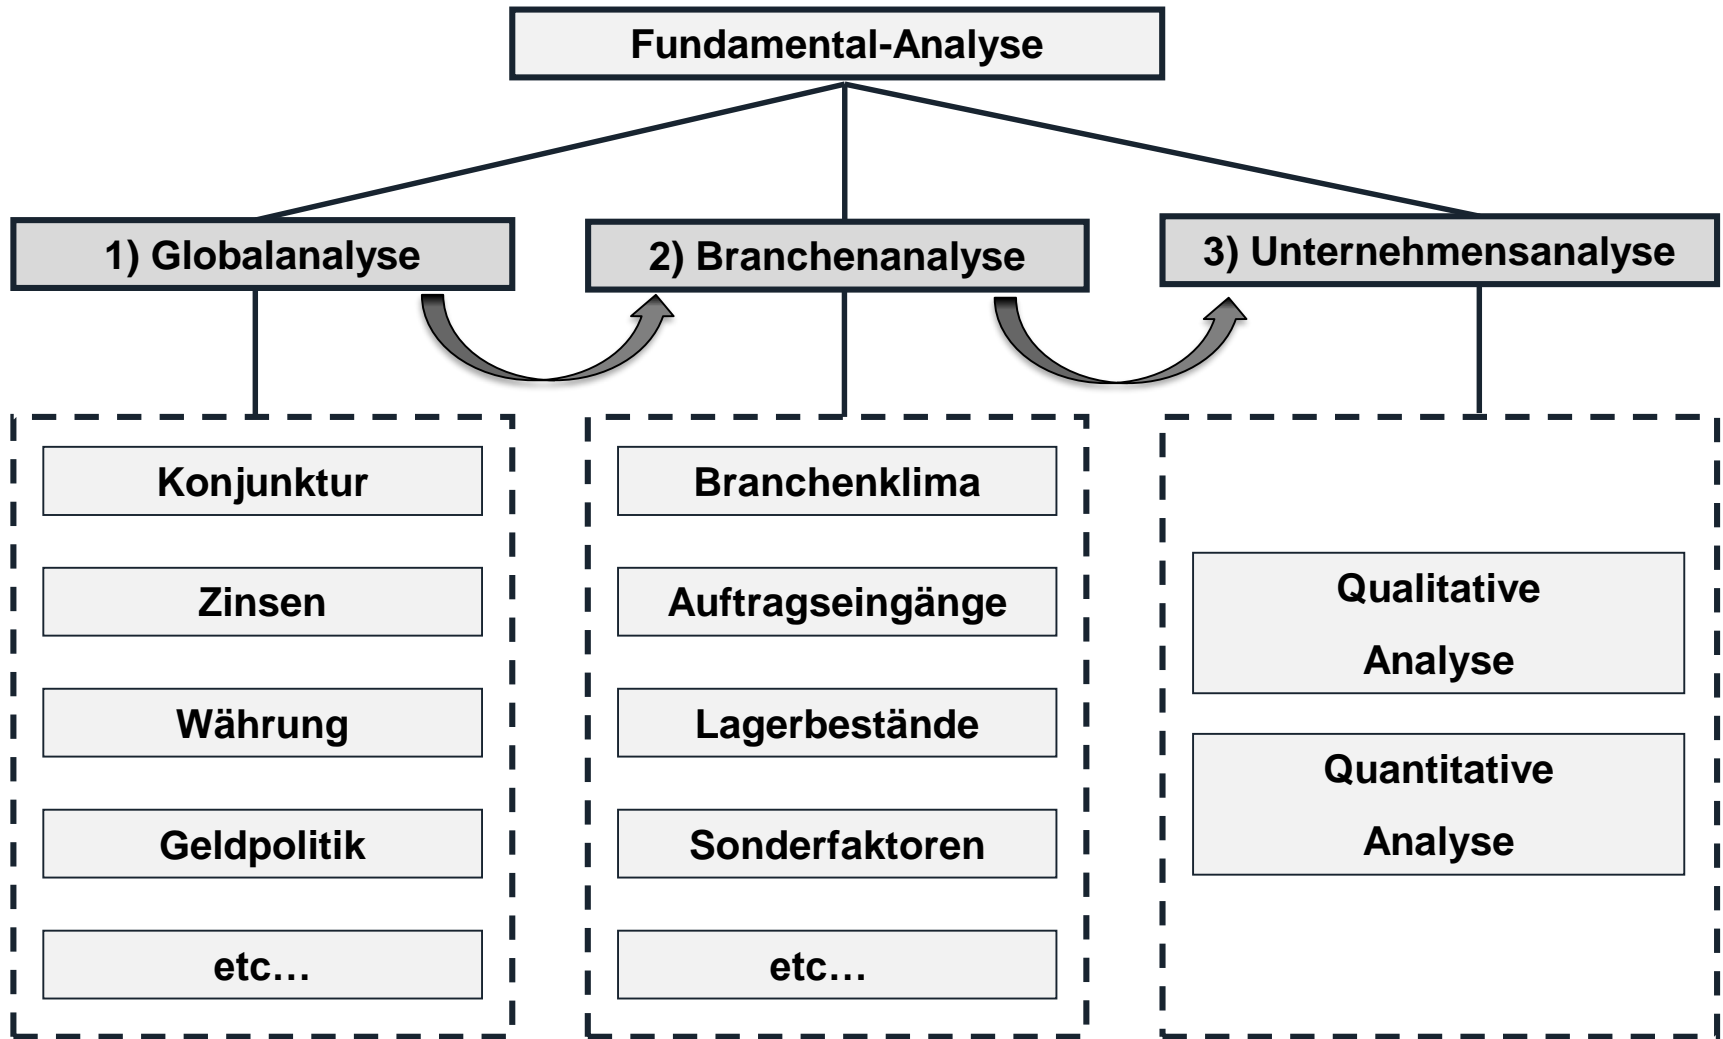 Fundamental-Analyse
1) Globalanalyse
2) Branchenanalyse
3) Unternehmensanalyse
Konjunktur
Zinsen
Währung
Geldpolitik
etc…
Branchenklima
Auftragseingänge
Lagerbestände
Sonderfaktoren
etc…
Qualitative
Analyse
Quantitative
Analyse